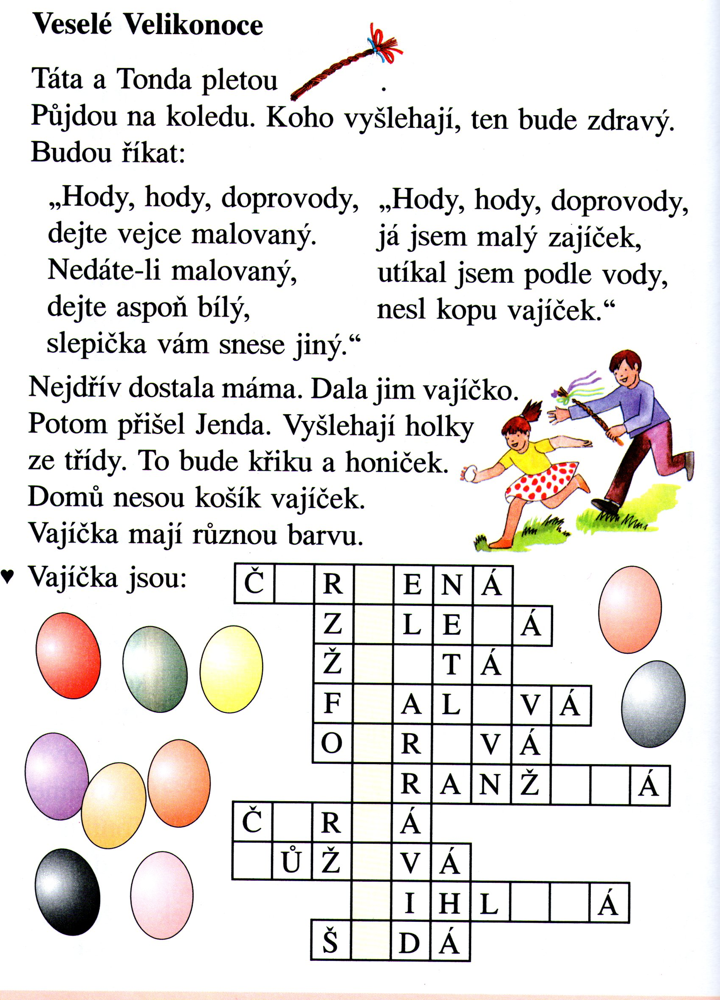 Veselé Velikonoce
Táta a Tonda pletou .
Půjdou na koledu. Koho vyšlehají, ten bude zdravý.
Budou říkat:
„Hody, hody, doprovody,
dejte vejce malovaný.
Nedáte-li malovaný,
dejte aspoň bílý,
slepička vám snese jiný.“
„Hody, hody, doprovody,
já jsem malý zajíček,
utíkal jsem podle vody,
nesl kopu vajíček.“
Nejdřív dostala máma. Dala jim vajíčko.
Potom přišel Jenda. Vyšlehají holky
ze třídy. To bude křiku a honiček.
Domů nesou košík vajíček.
Vajíčka mají různou barvu.
♥ Vajíčka jsou:
Č R E N Á
Z L E Á
Ž T Á
F A L V Á
O R V Á
R A N Ž Á
Č R Á
Ů Ž V Á
I H L Á
Š D Á